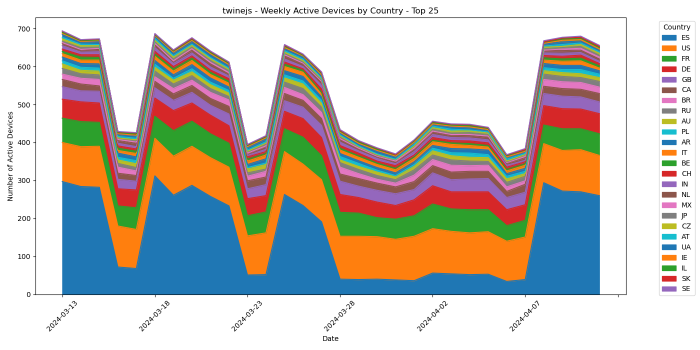 twinejs - Weekly Active Devices by Country - Top 25
Number of Active Devices
700
600
500
400
300
200
100
0
2024-03-13
2024-03-18
2024-03-23
2024-03-28
2024-04-02
2024-04-07
Date
Country
ES
US
FR
DE
GB
CA
BR
RU
AU
PL
AR
IT
BE
CH
IN
NL
MX
JP
CZ
AT
UA
IE
IL
SK
SE